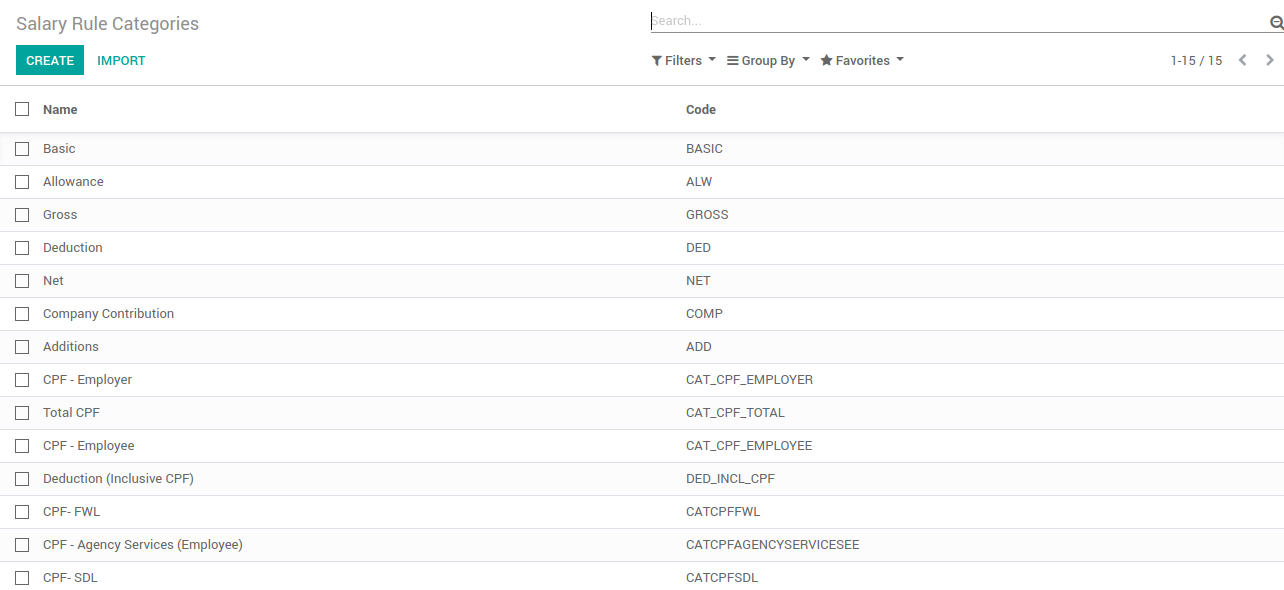 Salary Rule Categories
Search...
CREATE IMPORT
Filters Group By Favorites 1-15 / 15
Name Code
Basic BASIC
Allowance ALW
Gross GROSS
Deduction DED
Net NET
Company Contribution COMP
Additions ADD
CPF - Employer CAT_CPF_EMPLOYER
Total CPF CAT_CPF_TOTAL
CPF - Employee CAT_CPF_EMPLOYEE
Deduction (Inclusive CPF) DED_INCL_CPF
CPF- FWL CATCPFFWL
CPF - Agency Services (Employee) CATCPFAGENCYSERVICESEE
CPF- SDL CATCPFSDL